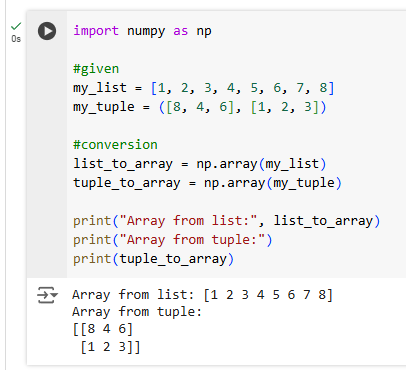 import numpy as np
#given
my_list = [1, 2, 3, 4, 5, 6, 7, 8]
my_tuple = ([8, 4, 6], [1, 2, 3])
#conversion
list_to_array = np.array(my_list)
tuple_to_array = np.array(my_tuple)
print("Array from list:", list_to_array)
print("Array from tuple:")
print(tuple_to_array)
0s
Array from list: [1 2 3 4 5 6 7 8]
Array from tuple:
[[8 4 6]
 [1 2 3]]